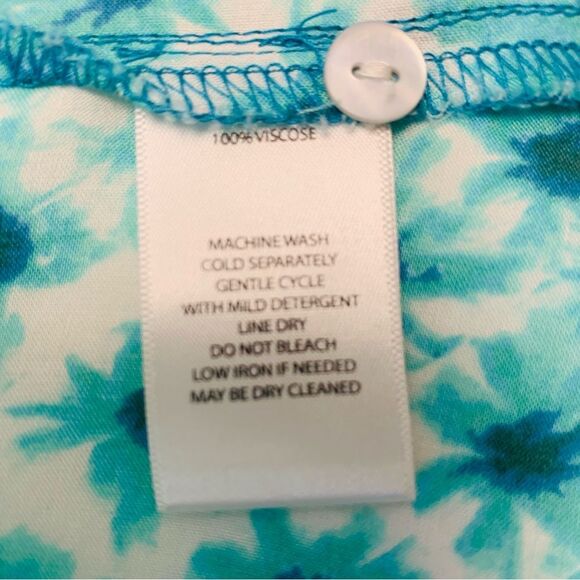 100% VISCOSE
MACHINE WASH
COLD SEPARATELY
GENTLE CYCLE
WITH MILD DETERGENT
LINE DRY
DO NOT BLEACH
LOW IRON IF NEEDED
MAY BE DRY CLEANED